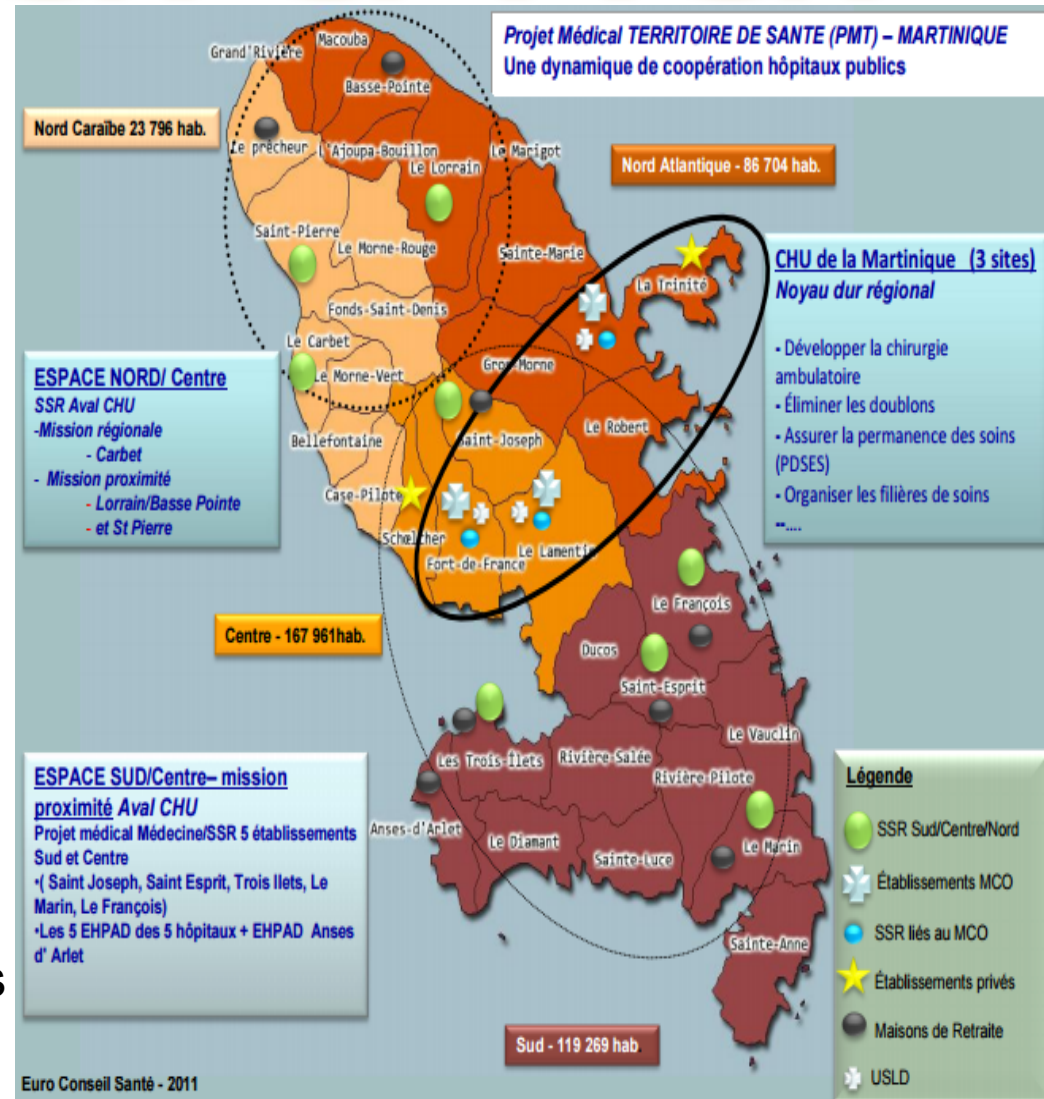 Projet Médical TERRITOIRE DE SANTE (PMT) – MARTINIQUE
Une dynamique de coopération hôpitaux publics
Grand'Rivière
Macouba
Basse-Pointe
Nord Caraïbe 23 796 hab.
Le prêcheur
L'Ajoupa-Bouillon
Le Lorrain
Le Marigot
Nord Atlantique - 86 704 hab.
Saint-Pierre
Le Morne-Rouge
Sainte-Marie
La Trinité
Fonds-Saint-Denis
Le Carbet
Le Morne-Vert
Gros-Morne
Bellefontaine
Saint-Joseph
Le Robert
Case-Pilote
Schœlcher
Fort-de-France
Le Lamentin
CHU de la Martinique (3 sites)
Noyau dur régional
- Développer la chirurgie
ambulatoire
- Éliminer les doublons
- Assurer la permanence des soins
(PDSES)
- Organiser les filières de soins
--....
ESPACE NORD/ Centre
SSR Aval CHU
-Mission régionale
- Carbet
- Mission proximité
- Lorrain/Basse Pointe
- et St Pierre
Centre - 167 961hab.
Le François
Ducos
Saint-Esprit
Le Vauclin
Les Trois-Îlets
Rivière-Salée
Rivière-Pilote
Anses-d'Arlet
Le Diamant
Sainte-Luce
Le Marin
Sainte-Anne
ESPACE SUD/Centre– mission
proximité Aval CHU
Projet médical Médecine/SSR 5 établissements
Sud et Centre
•( Saint Joseph, Saint Esprit, Trois Ilets, Le
Marin, Le François)
•Les 5 EHPAD des 5 hôpitaux + EHPAD Anses
d' Arlet
s
Sud - 119 269 hab.
Légende
SSR Sud/Centre/Nord
Établissements MCO
SSR liés au MCO
Établissements privés
Maisons de Retraite
USLD
Euro Conseil Santé - 2011